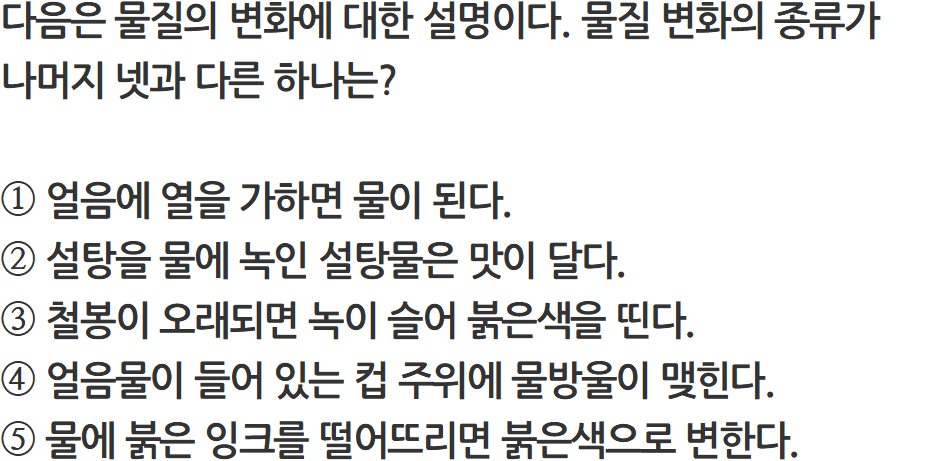 다음은 물질의 변화에 대한 설명이다. 물질 변화의 종류가
나머지 넷과 다른 하나는?
① 얼음에 열을 가하면 물이 된다.
② 설탕을 물에 녹인 설탕물은 맛이 달다.
③ 철봉이 오래되면 녹이 슬어 붉은색을 띤다.
④ 얼음물이 들어 있는 컵 주위에 물방울이 맺힌다.
⑤ 물에 붉은 잉크를 떨어뜨리면 붉은색으로 변한다.